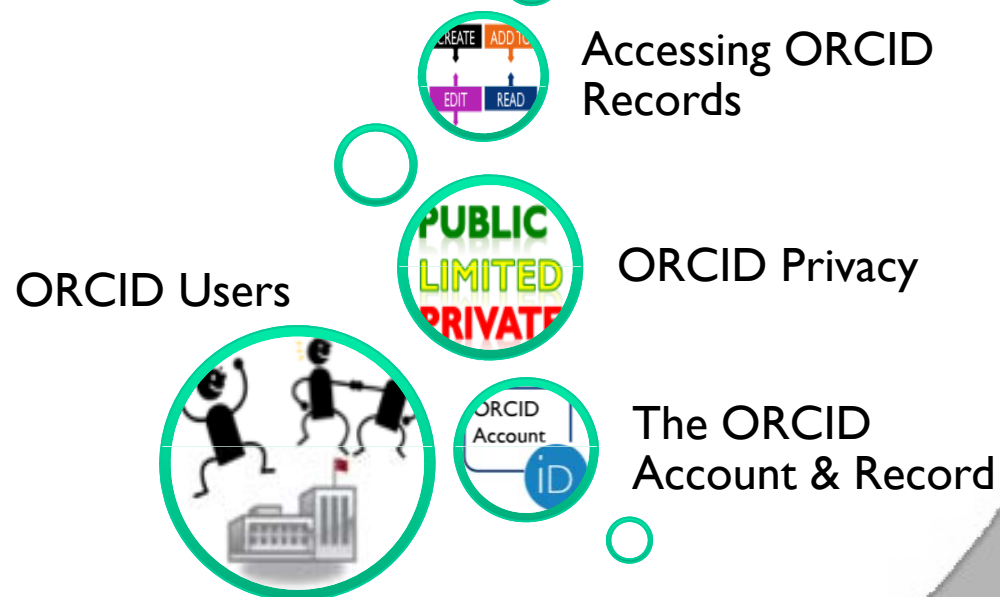 CREATE ADD TO
EDIT READ
Accessing ORCID
Records
PUBLIC
LIMITED
PRIVATE
ORCID Privacy
ORCID Users
ORCID
Account
iD
The ORCID
Account & Record